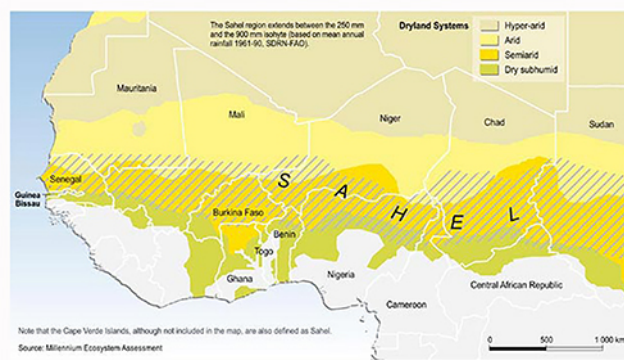 The Sahel region extends between the 250 mm
and the 900 mm isohyte (based on mean annual
rainfall 1961-90, SDRN-FAO).
Dryland Systems
Hyper-arid
Arid
Semiarid
Dry subhumid
Mauritania
Mali
Niger
Chad
Sudan
Senegal
Guinea
Bissau
SAHEL
Burkina Faso
Benin
Togo
Ghana
Nigeria
Cameroon
Central African Republic
Note that the Cape Verde Islands, although not included in the map, are also defined as Sahel.
Source: Millennium Ecosystem Assessment
0 500 1 000 km